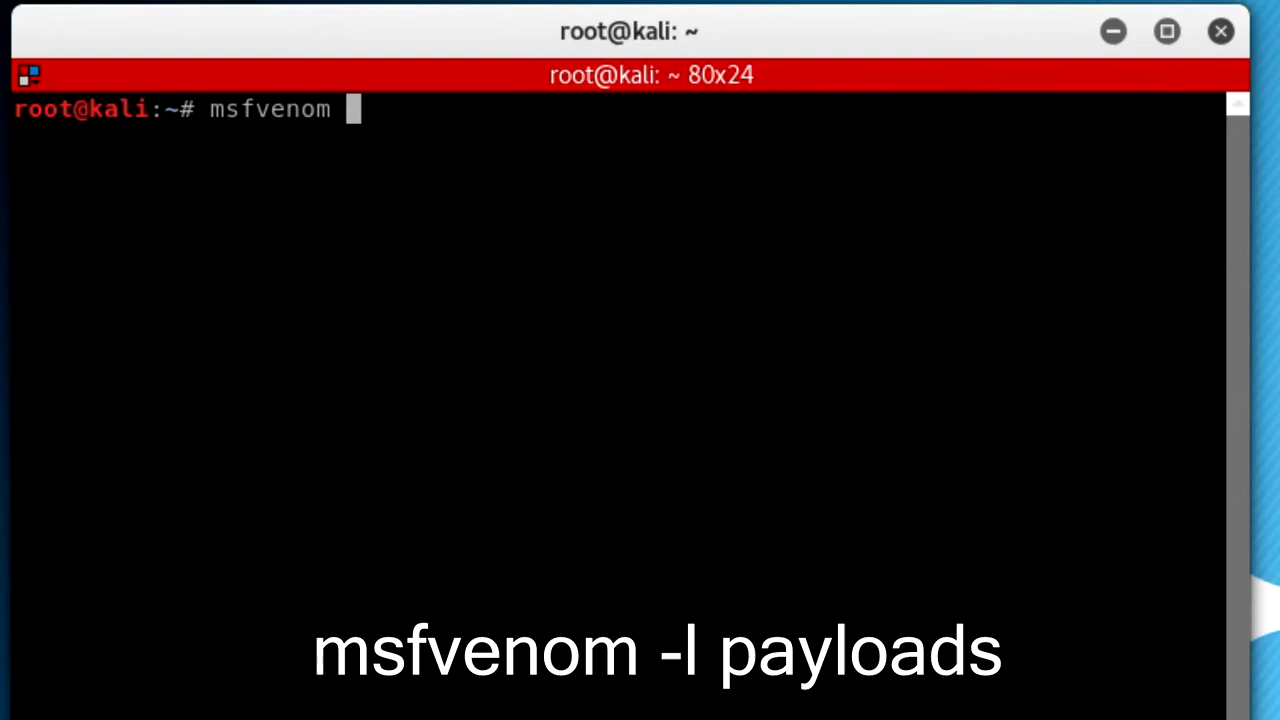 root@kali: ~
root@kali: ~ 80x24
root@kali:~# msfvenom
msfvenom -l payloads